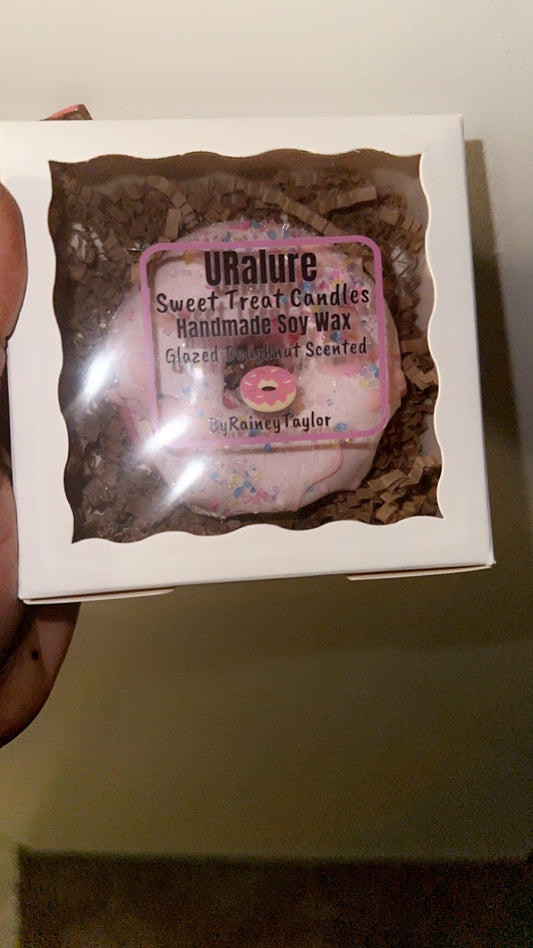 URalure
Sweet Treat Candles
Handmade Soy Wax
Glazed Doughnut Scented
ByRaineyTaylor